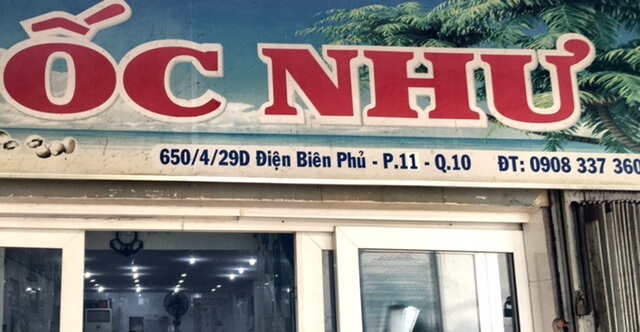 ỐC NHƯ
650/4/29D Điện Biên Phủ - P.11 - Q.10 ĐT: 0908 337 360